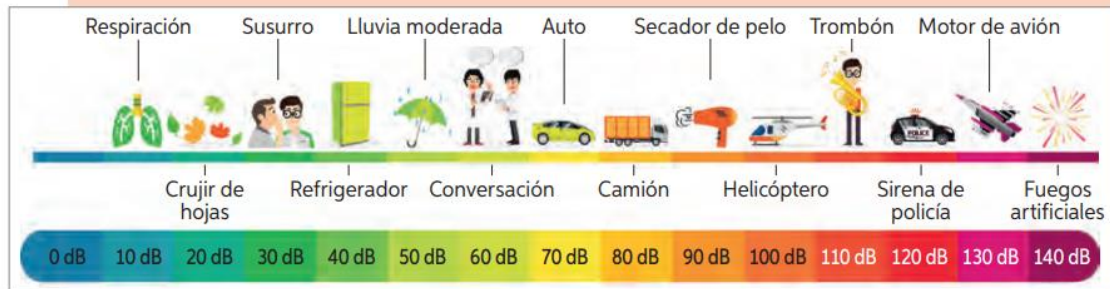 Respiración Susurro Lluvia moderada Auto Secador de pelo Trombón Motor de avión
POLICE
Crujir de hojas Refrigerador Conversación Camión Helicóptero Sirena de policía Fuegos artificiales
0 dB 10 dB 20 dB 30 dB 40 dB 50 dB 60 dB 70 dB 80 dB 90 dB 100 dB 110 dB 120 dB 130 dB 140 dB